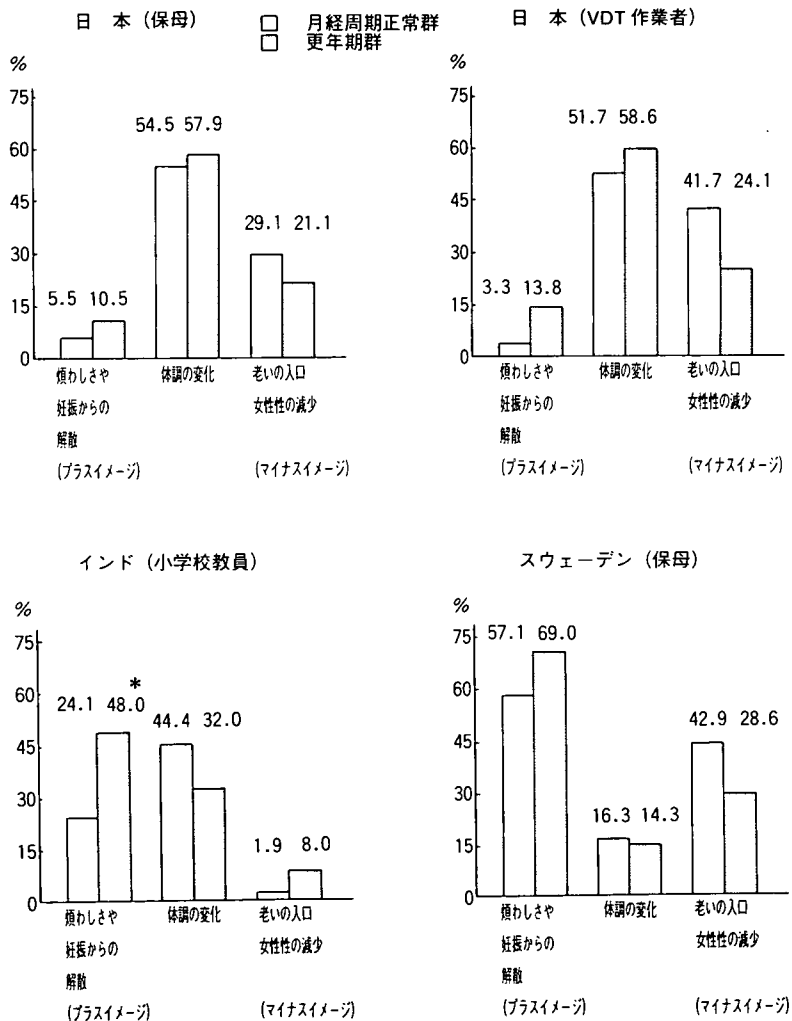 日 本（保母）
□ 月経周期正常群
□ 更年期群
日 本（VDT 作業者）
%
75
60
45
30
15
0
54.5 57.9
29.1 21.1
5.5 10.5
煩わしさや
妊振からの
解散
(プラスイメージ)
体調の変化
老いの入口
女性性の減少
(マイナスイメージ)
%
75
60
45
30
15
0
51.7 58.6
41.7 24.1
3.3 13.8
煩わしさや
妊振からの
解散
(プラスイメージ)
体調の変化
老いの入口
女性性の減少
(マイナスイメージ)
インド（小学校教員）
%
75
60
45
30
15
0
*
24.1 48.0
44.4 32.0
1.9 8.0
煩わしさや
妊振からの
解散
(プラスイメージ)
体調の変化
老いの入口
女性性の減少
(マイナスイメージ)
スウェーデン（保母）
%
75
60
45
30
15
0
57.1 69.0
42.9 28.6
16.3 14.3
煩わしさや
妊振からの
解散
(プラスイメージ)
体調の変化
老いの入口
女性性の減少
(マイナスイメージ)